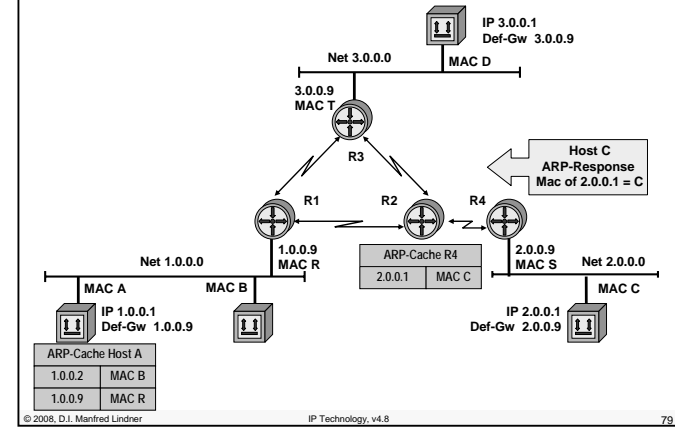 IP 3.0.0.1
Def-Gw 3.0.0.9
Net 3.0.0.0
MAC D
3.0.0.9
MAC T
R3
Host C
ARP-Response
Mac of 2.0.0.1 = C
R1
R2
R4
1.0.0.9
MAC R
ARP-Cache R4
2.0.0.1 MAC C
2.0.0.9
MAC S
Net 2.0.0.0
Net 1.0.0.0
MAC A
MAC B
MAC C
IP 1.0.0.1
Def-Gw 1.0.0.9
IP 2.0.0.1
Def-Gw 2.0.0.9
ARP-Cache Host A
1.0.0.2 MAC B
1.0.0.9 MAC R
© 2008, D.I. Manfred Lindner IP Technology, v4.8 79